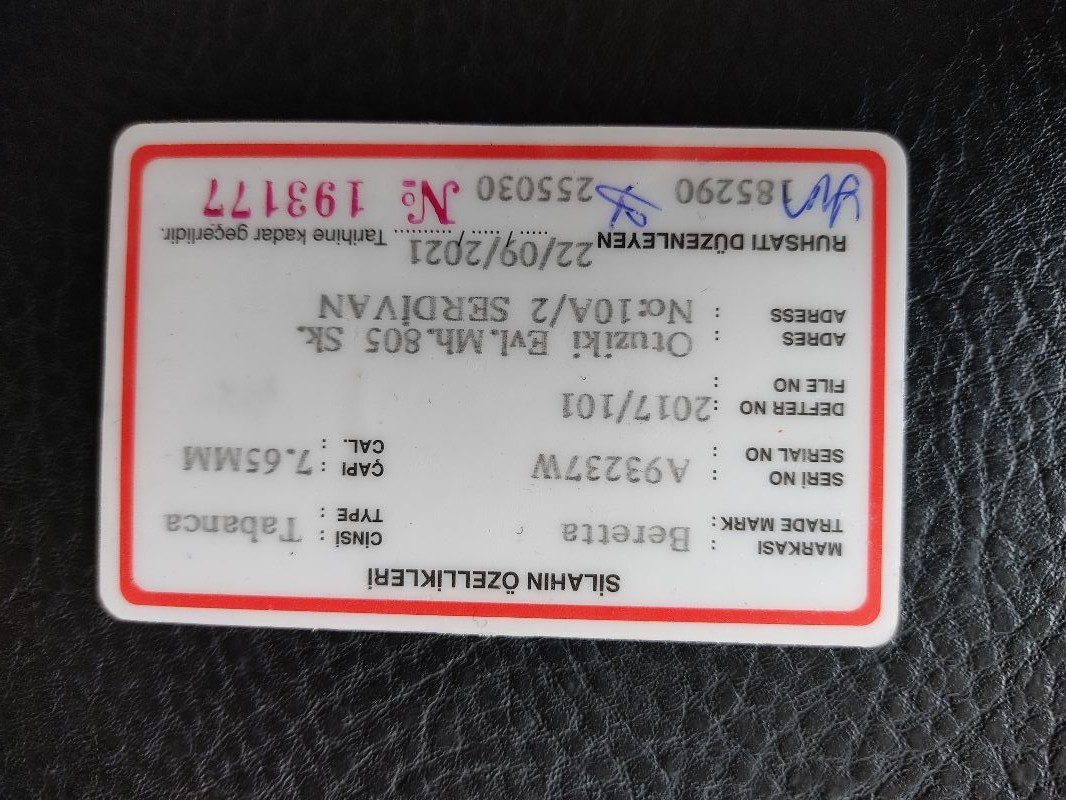 SİLAHIN ÖZELLİKLERİ
MARKASI : Beretta CİNSİ : Tabanca
TRADE MARK: TYPE :
SERİ NO : A93237W ÇAPI : 7.65MM
SERIAL NO : CAL. :
DEFTER NO :2017/101
FILE NO :
ADRES : Otuziki Evl.Mh.805 Sk.
ADRESS : No:10A/2 SERDİVAN
RUHSATI DÜZENLEYEN 22/09/2021 Tarihine kadar geçerlidir.
185290 255030 № 193177